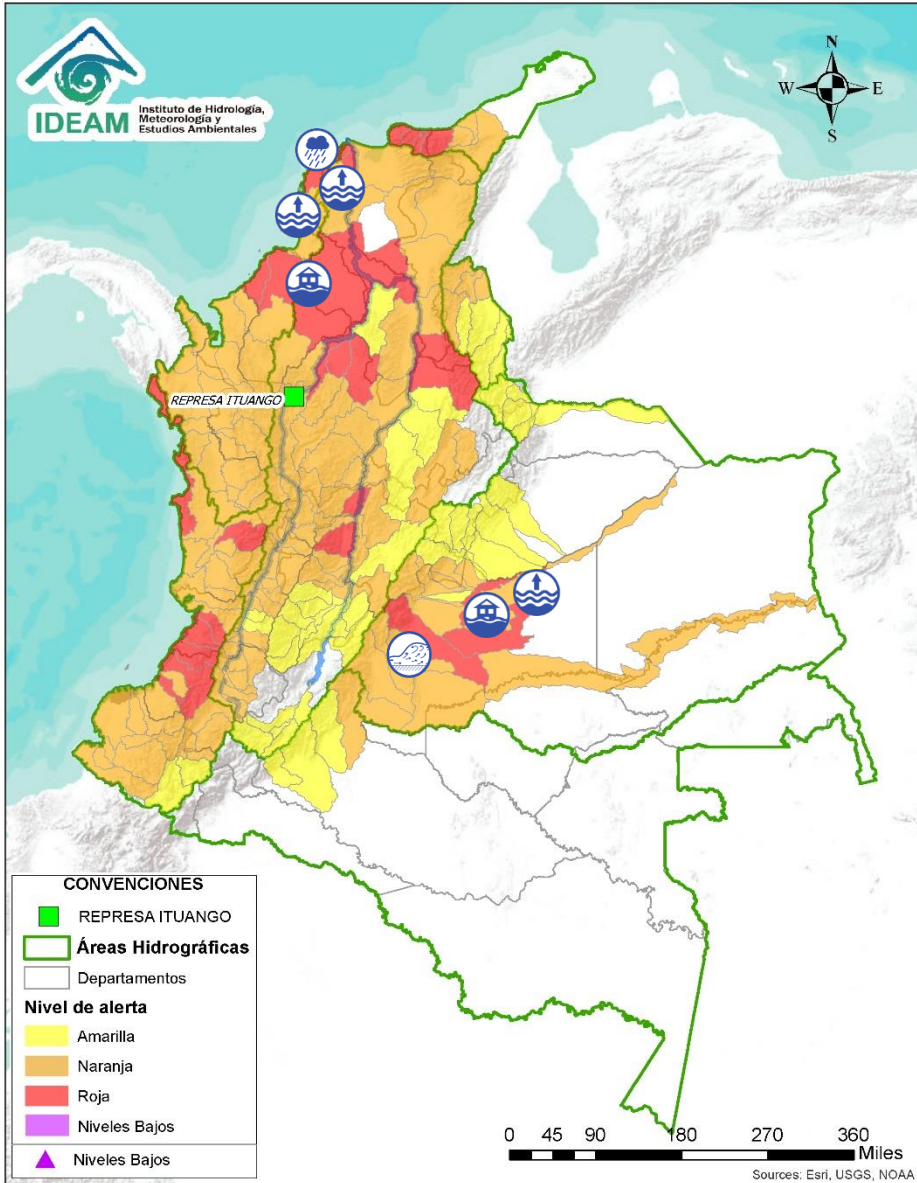 IDEAM
Instituto de Hidrología,
Meteorología y
Estudios Ambientales
N
W
E
S
REPRESA ITUANGO
CONVENCIONES
REPRESA ITUANGO
Áreas Hidrográficas
Departamentos
Nivel de alerta
Amarilla
Naranja
Roja
Niveles Bajos
Niveles Bajos
0 45 90 180 270 360
Miles
Sources: Esri, USGS, NOAA